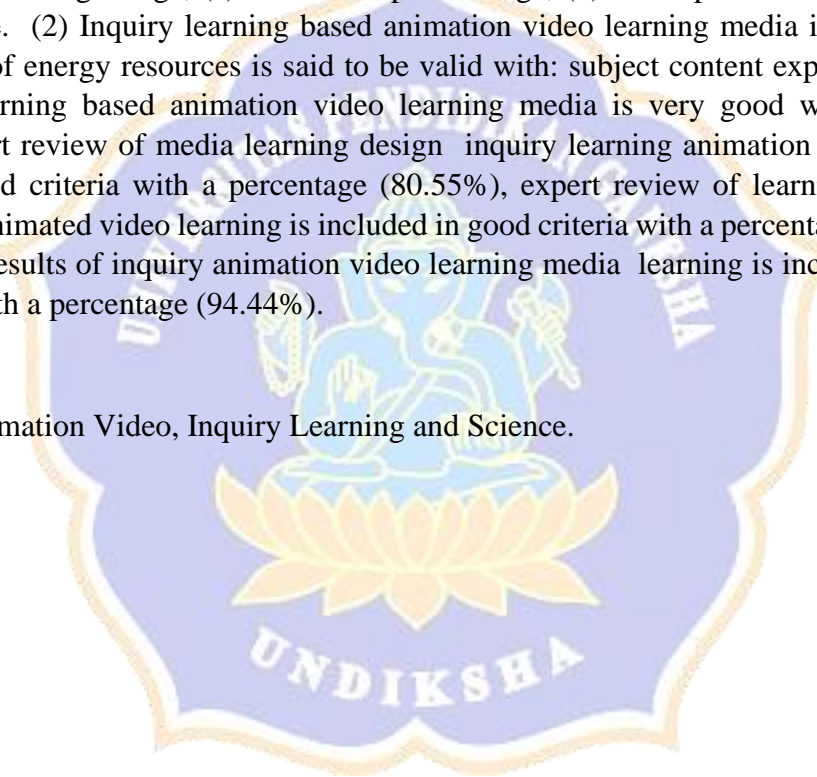 e. (2) Inquiry learning based animation video learning media i
of energy resources is said to be valid with: subject content exp
rning based animation video learning media is very good w
rt review of media learning design inquiry learning animation
d criteria with a percentage (80.55%), expert review of learni
nimated video learning is included in good criteria with a percenta
esults of inquiry animation video learning media learning is inc
th a percentage (94.44%).
mation Video, Inquiry Learning and Science.
UNIVERSITAS PENDIDIKAN GANESHA
UNDIKSHA